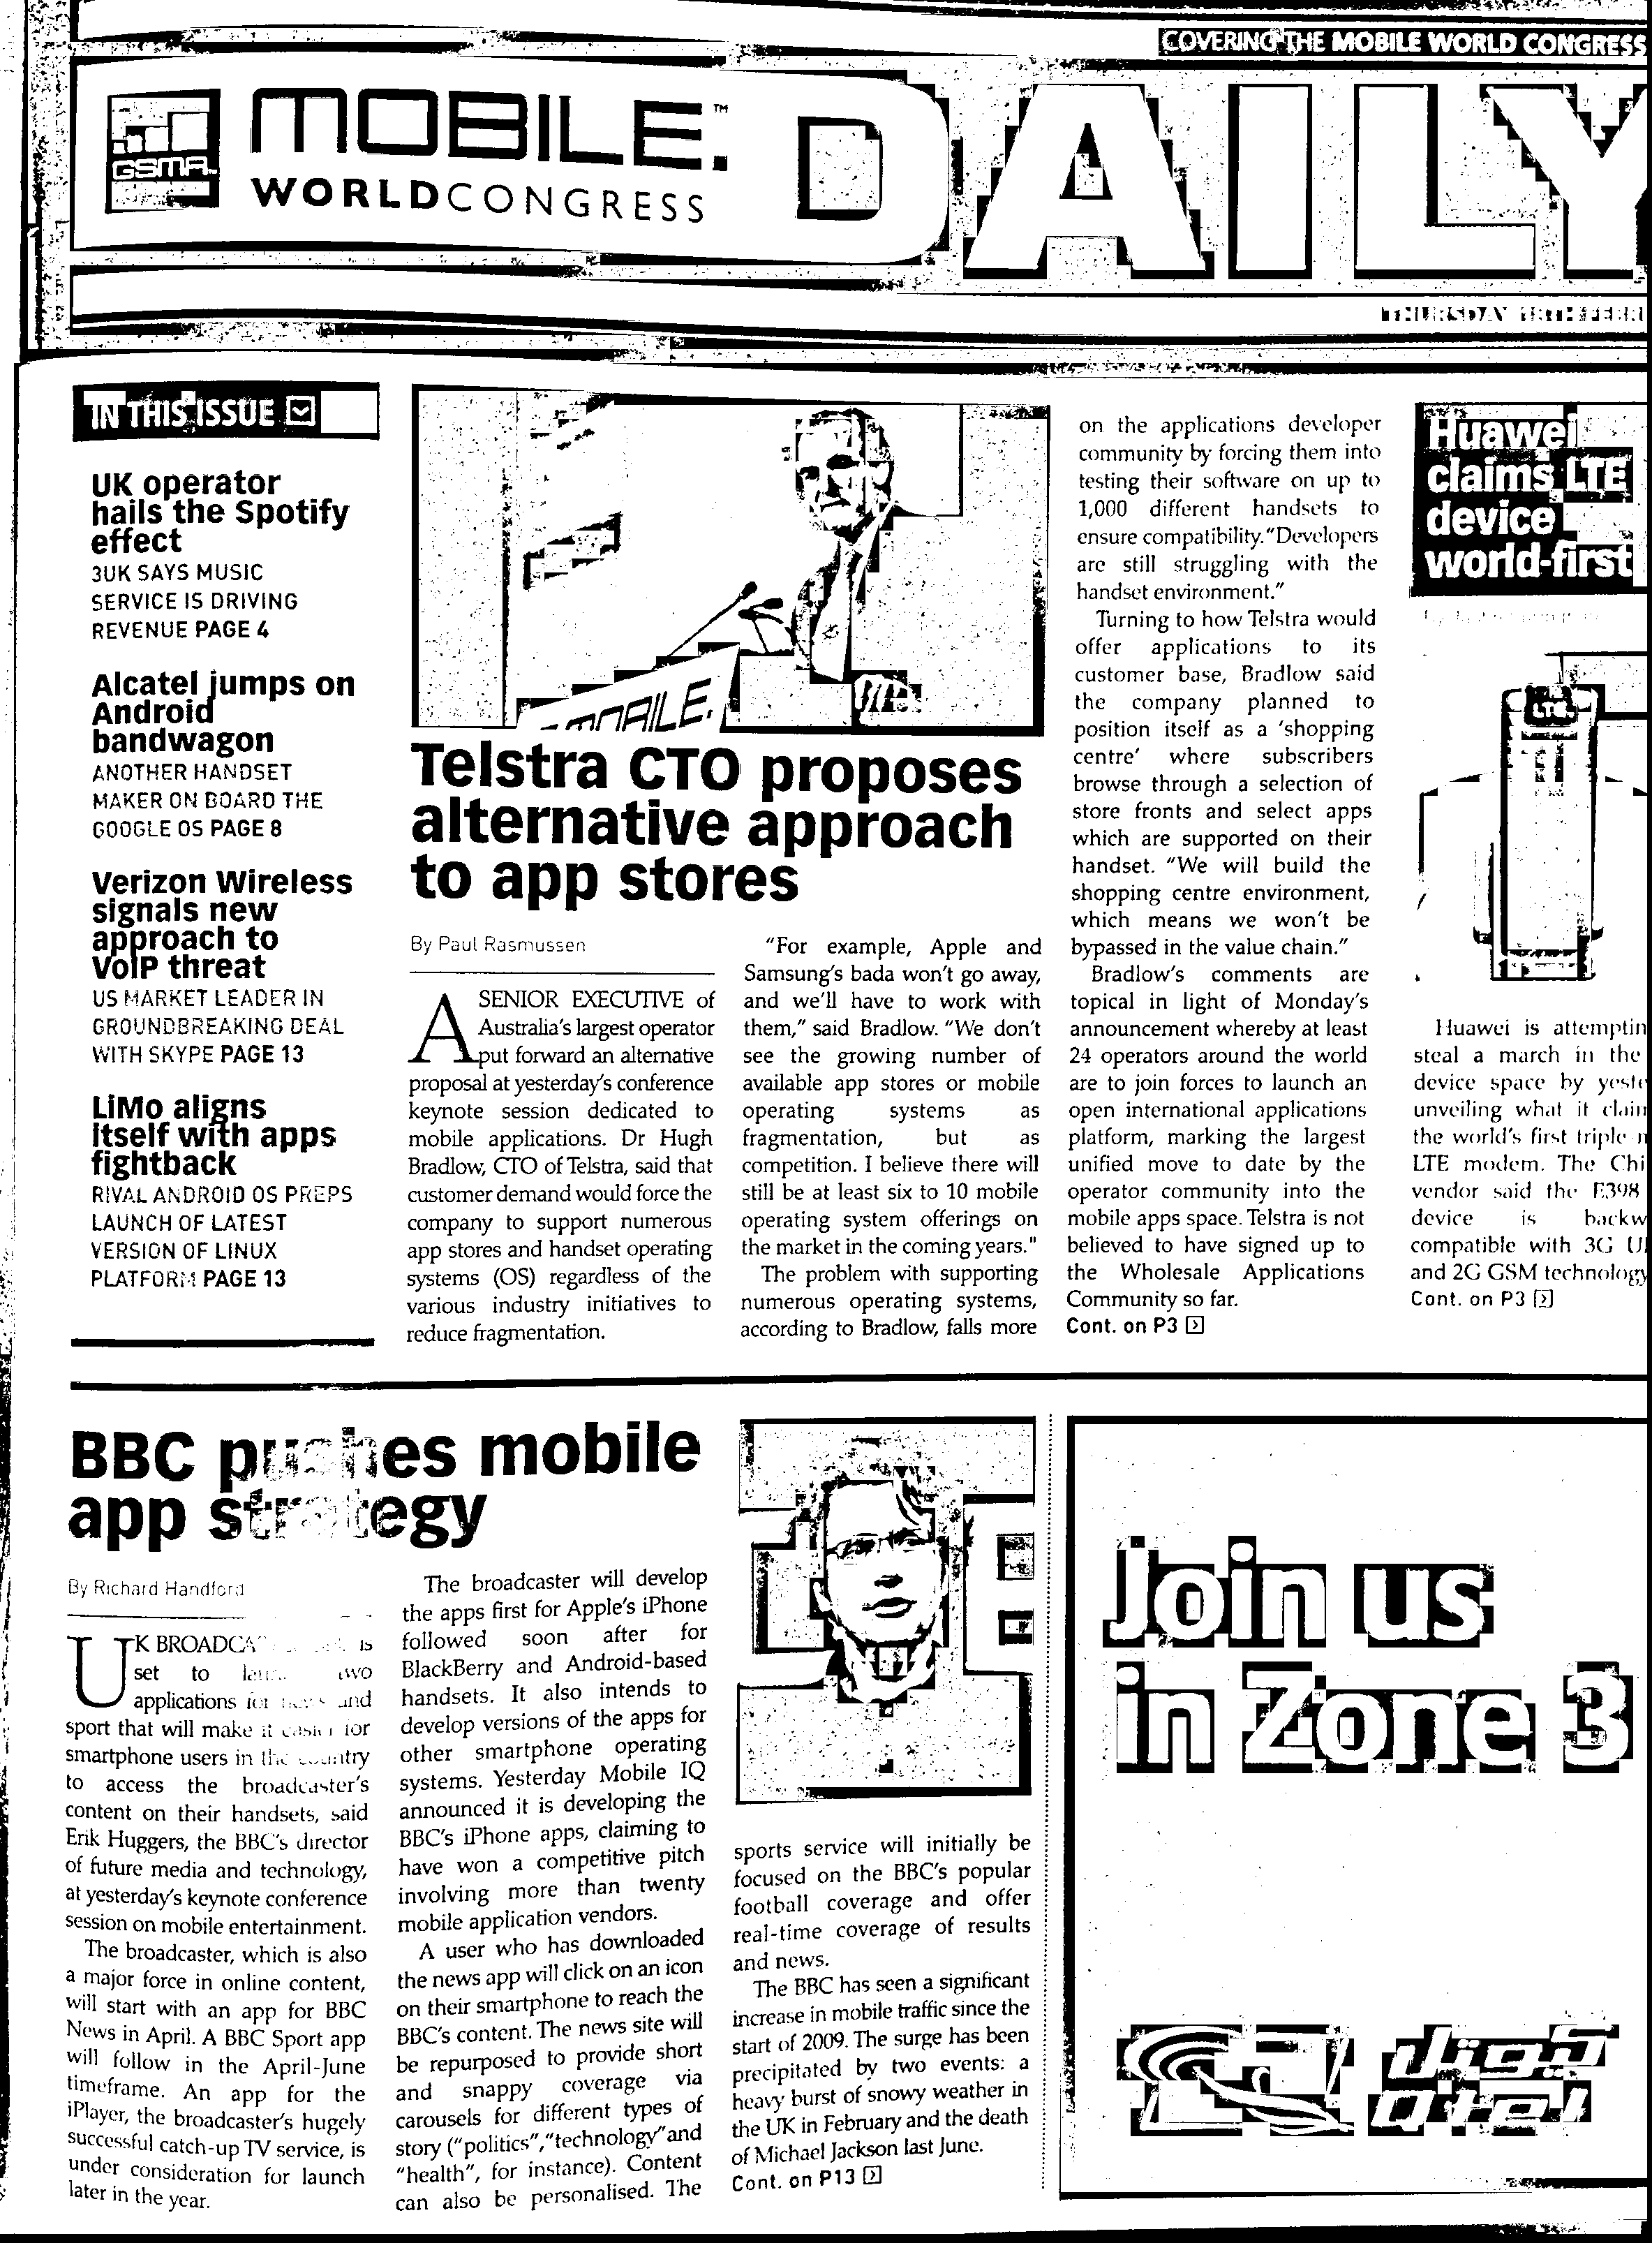 COVERING THE MOBILE WORLD CONGRESS
GSMA
MOBILE.™
WORLDCONGRESS
DAILY
THURSDAY 18TH FEBR
IN THIS ISSUE
UK operator
hails the Spotify
effect
3UK SAYS MUSIC
SERVICE IS DRIVING
REVENUE PAGE 4
Alcatel jumps on
Android
bandwagon
ANOTHER HANDSET
MAKER ON BOARD THE
GOOGLE OS PAGE 8
Verizon Wireless
signals new
approach to
VoIP threat
US MARKET LEADER IN
GROUNDBREAKING DEAL
WITH SKYPE PAGE 13
LiMo aligns
itself with apps
fightback
RIVAL ANDROID OS PREPS
LAUNCH OF LATEST
VERSION OF LINUX
PLATFORM PAGE 13
MOBILE.
Telstra CTO proposes
alternative approach
to app stores
By Paul Rasmussen
A SENIOR EXECUTIVE of
Australia's largest operator
put forward an alternative
proposal at yesterday's conference
keynote session dedicated to
mobile applications. Dr Hugh
Bradlow, CTO of Telstra, said that
customer demand would force the
company to support numerous
app stores and handset operating
systems (OS) regardless of the
various industry initiatives to
reduce fragmentation.
"For example, Apple and
Samsung's bada won't go away,
and we'll have to work with
them," said Bradlow. "We don't
see the growing number of
available app stores or mobile
operating systems as
fragmentation, but as
competition. I believe there will
still be at least six to 10 mobile
operating system offerings on
the market in the coming years."
The problem with supporting
numerous operating systems,
according to Bradlow, falls more
on the applications developer
community by forcing them into
testing their software on up to
1,000 different handsets to
ensure compatibility. "Developers
are still struggling with the
handset environment."
Turning to how Telstra would
offer applications to its
customer base, Bradlow said
the company planned to
position itself as a 'shopping
centre' where subscribers
browse through a selection of
store fronts and select apps
which are supported on their
handset. "We will build the
shopping centre environment,
which means we won't be
bypassed in the value chain."
Bradlow's comments are
topical in light of Monday's
announcement whereby at least
24 operators around the world
are to join forces to launch an
open international applications
platform, marking the largest
unified move to date by the
operator community into the
mobile apps space. Telstra is not
believed to have signed up to
the Wholesale Applications
Community so far.
Cont. on P3
Huawei
claims LTE
device
world-first
LTE
Huawei is attemptin
steal a march in the
device space by yeste
unveiling what it claim
the world's first triple-m
LTE modem. The Chi
vendor said the E398
device is backw
compatible with 3G U
and 2G GSM technology
Cont. on P3
BBC pushes mobile
app strategy
By Richard Handford
UK BROADCA is
set to two
applications for and
sport that will make it easier for
smartphone users in the country
to access the broadcaster's
content on their handsets, said
Erik Huggers, the BBC's director
of future media and technology,
at yesterday's keynote conference
session on mobile entertainment.
The broadcaster, which is also
a major force in online content,
will start with an app for BBC
News in April. A BBC Sport app
will follow in the April-June
timeframe. An app for the
iPlayer, the broadcaster's hugely
successful catch-up TV service, is
under consideration for launch
later in the year.
The broadcaster will develop
the apps first for Apple's iPhone
followed soon after for
BlackBerry and Android-based
handsets. It also intends to
develop versions of the apps for
other smartphone operating
systems. Yesterday Mobile IQ
announced it is developing the
BBC's iPhone apps, claiming to
have won a competitive pitch
involving more than twenty
mobile application vendors.
A user who has downloaded
the news app will click on an icon
on their smartphone to reach the
BBC's content. The news site will
be repurposed to provide short
and snappy coverage via
carousels for different types of
story ("politics", "technology" and
"health", for instance). Content
can also be personalised. The
sports service will initially be
focused on the BBC's popular
football coverage and offer
real-time coverage of results
and news.
The BBC has seen a significant
increase in mobile traffic since the
start of 2009. The surge has been
precipitated by two events: a
heavy burst of snowy weather in
the UK in February and the death
of Michael Jackson last June.
Cont. on P13
Join us
in Zone 3
كيوتل
Qtel